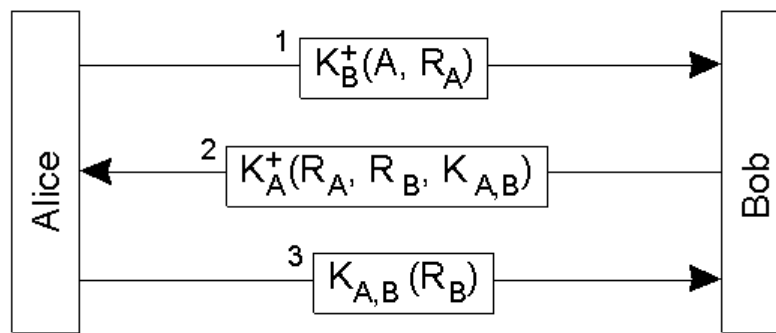 1
K_B^+(A, R_A)
2
K_A^+(R_A, R_B, K_A,B)
3
K_A,B (R_B)
Alice
Bob